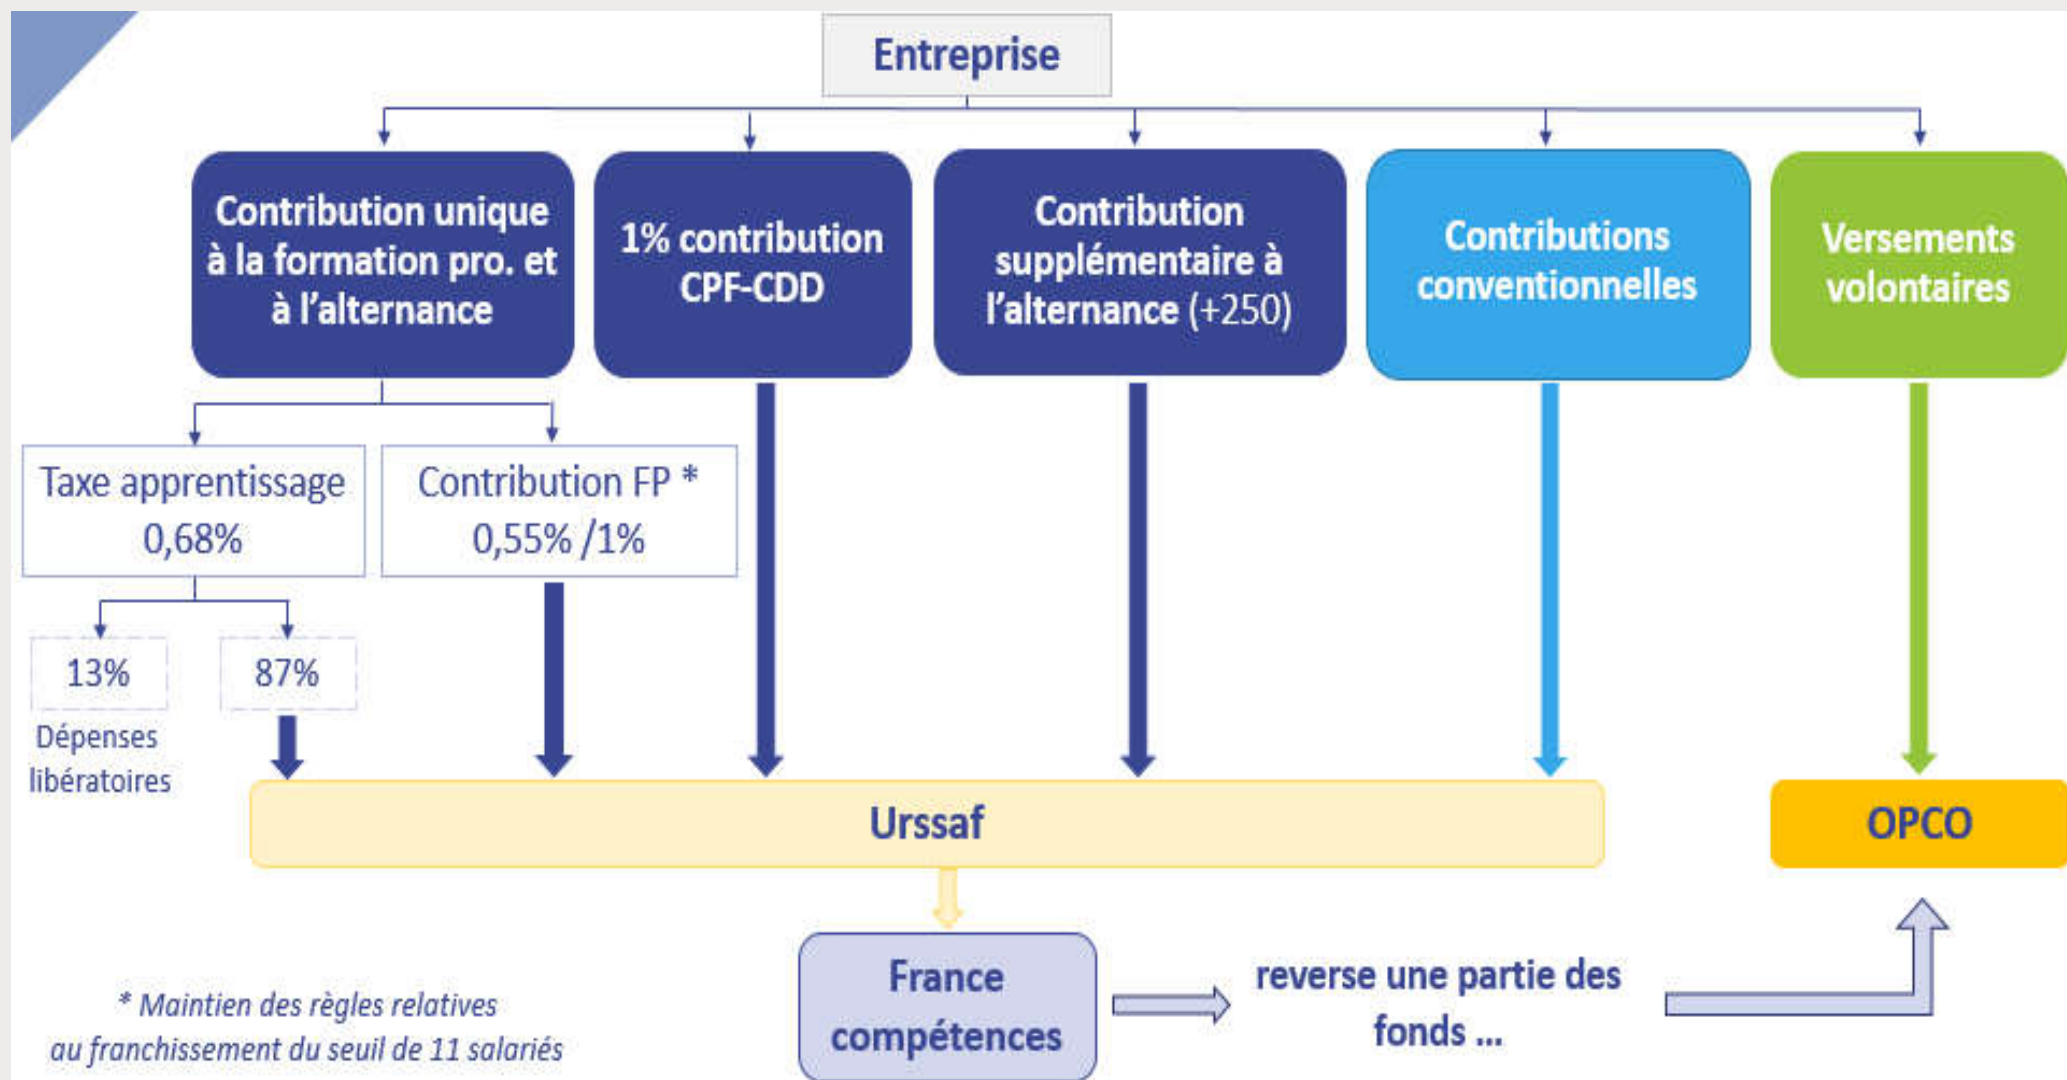 Entreprise
Contribution unique
à la formation pro. et
à l'alternance
1% contribution
CPF-CDD
Contribution
supplémentaire à
l'alternance (+250)
Contributions
conventionnelles
Versements
volontaires
Taxe apprentissage
0,68%
Contribution FP *
0,55% /1%
13%
87%
Dépenses
libératoires
Urssaf
OPCO
France
compétences
reverse une partie des
fonds ...
* Maintien des règles relatives
au franchissement du seuil de 11 salariés